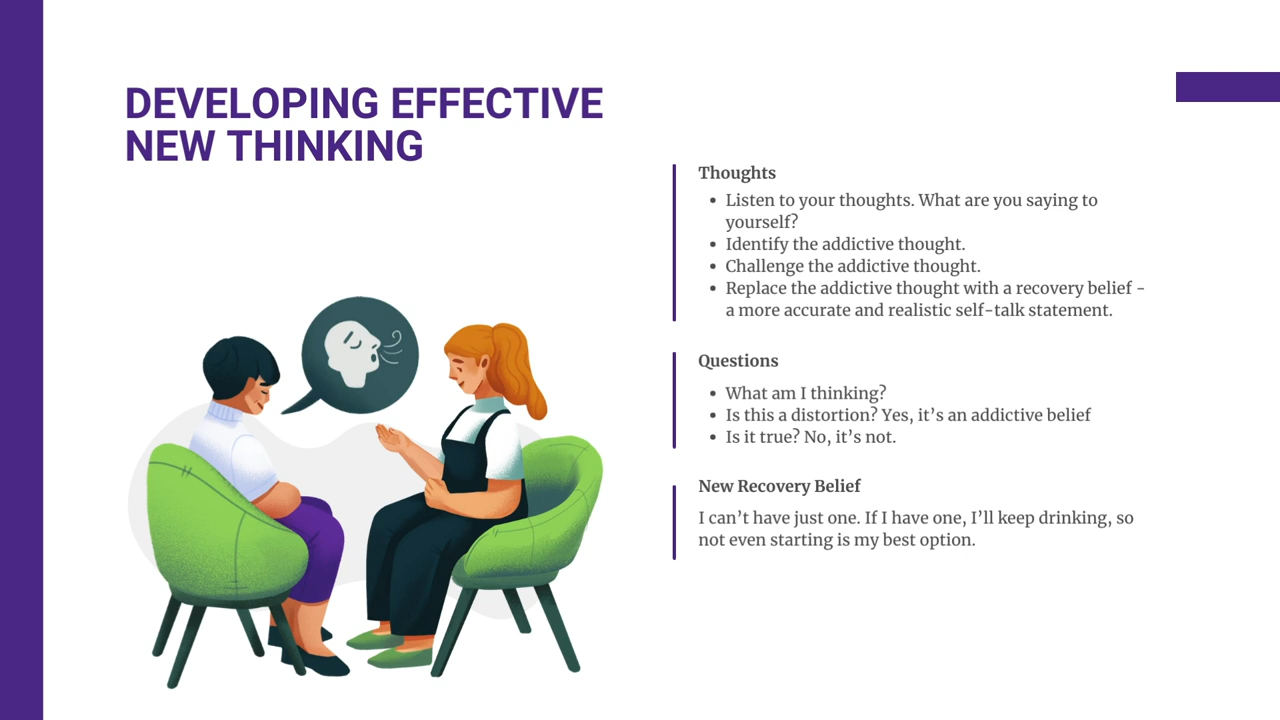 DEVELOPING EFFECTIVE
NEW THINKING
Thoughts
• Listen to your thoughts. What are you saying to
yourself?
• Identify the addictive thought.
• Challenge the addictive thought.
• Replace the addictive thought with a recovery belief -
a more accurate and realistic self-talk statement.
Questions
• What am I thinking?
• Is this a distortion? Yes, it’s an addictive belief
• Is it true? No, it’s not.
New Recovery Belief
I can’t have just one. If I have one, I’ll keep drinking, so
not even starting is my best option.